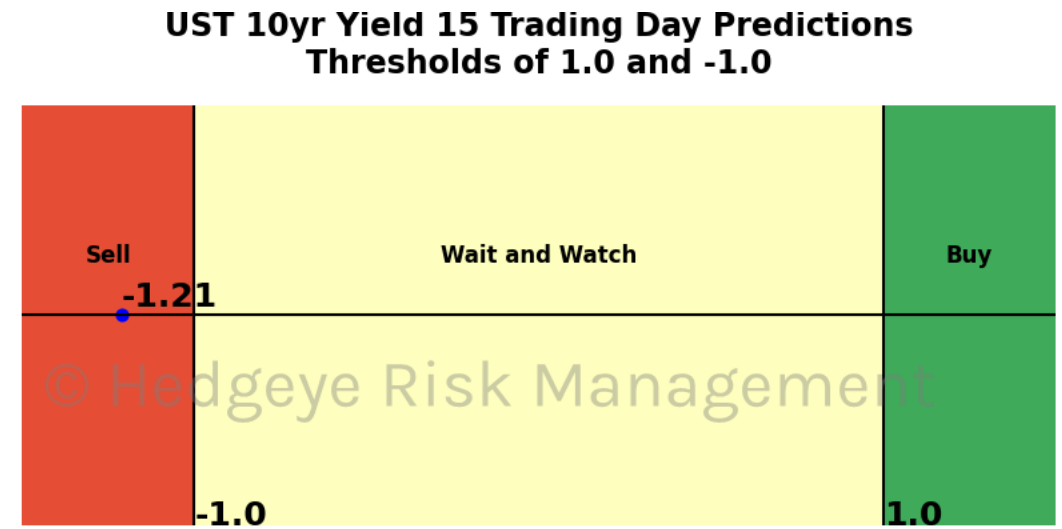 UST 10yr Yield 15 Trading Day Predictions
Thresholds of 1.0 and -1.0
Sell
Wait and Watch
Buy
-1.21
© Hedgeye Risk Management
-1.0
1.0